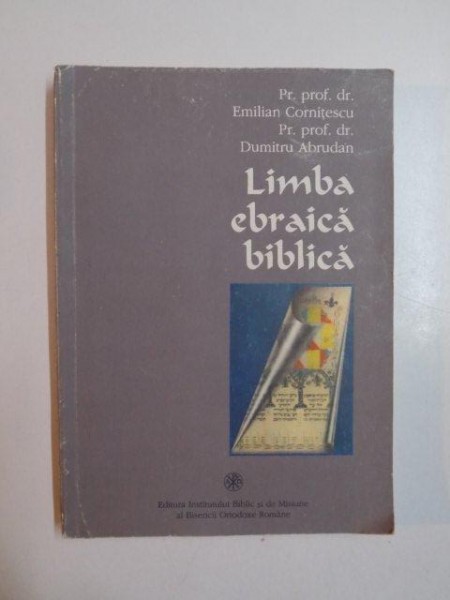 Pr. prof. dr.
Emilian Cornițescu
Pr. prof. dr.
Dumitru Abrudan
Limba
ebraică
biblică
Editura Institutului Biblic și de Misiune
al Bisericii Ortodoxe Române